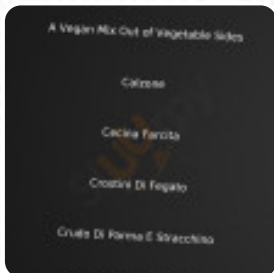 A Vegan Mix Out of Vegetable Sides
Calzone
Cecina Farcita
Crostini Di Fegato
Crudo Di Parma E Stracchino